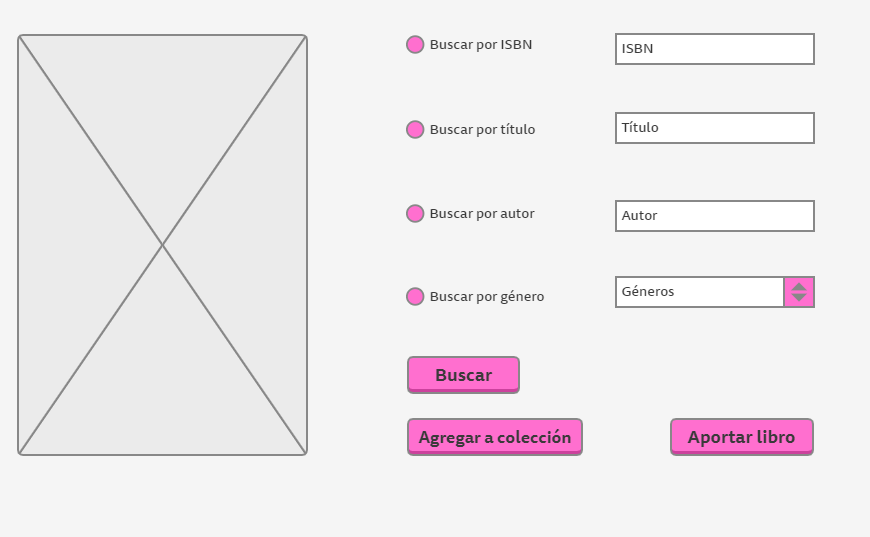 Buscar por ISBN
ISBN
Buscar por título
Título
Buscar por autor
Autor
Buscar por género
Géneros
Buscar
Agregar a colección
Aportar libro